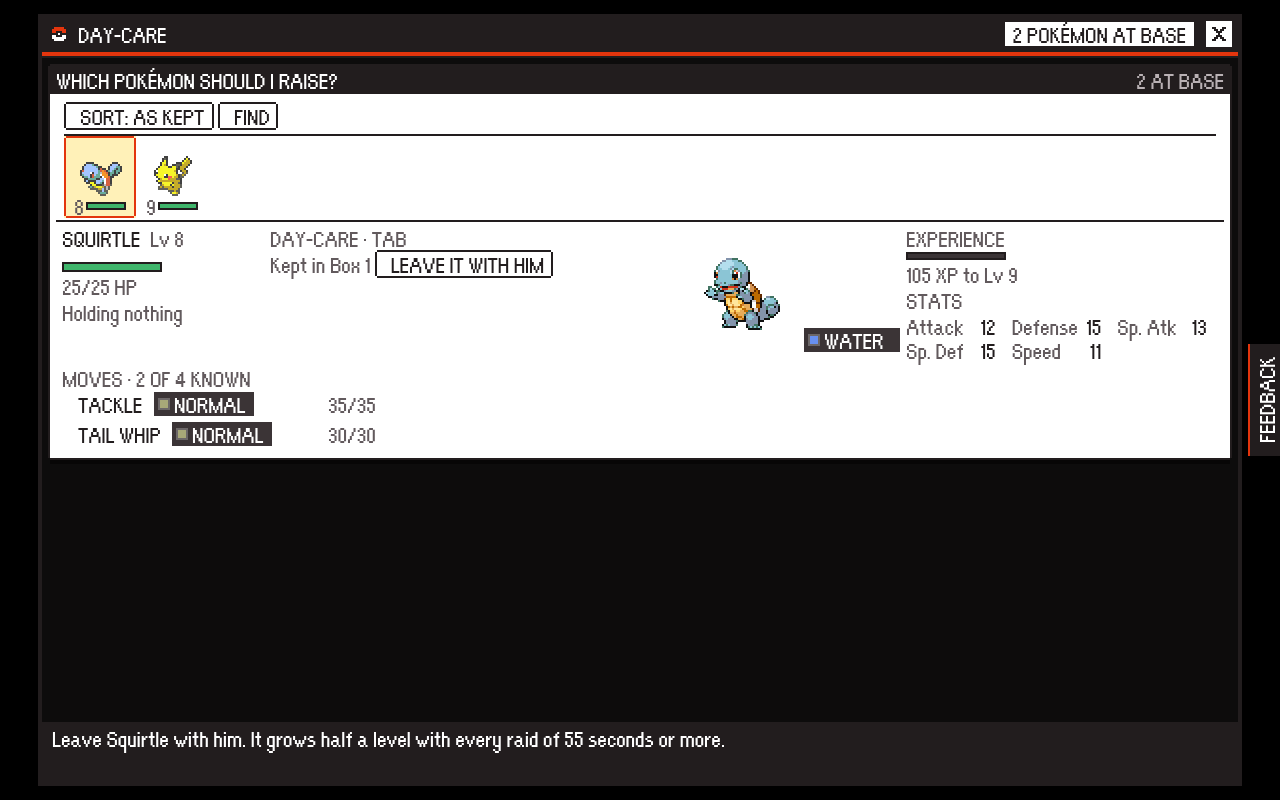 DAY-CARE
2 POKÉMON AT BASE X
WHICH POKÉMON SHOULD I RAISE?
2 AT BASE
SORT: AS KEPT FIND
8 9
SQUIRTLE Lv 8
25/25 HP
Holding nothing
DAY-CARE · TAB
Kept in Box 1 LEAVE IT WITH HIM
WATER
EXPERIENCE
105 XP to Lv 9
STATS
Attack 12 Defense 15 Sp. Atk 13
Sp. Def 15 Speed 11
MOVES · 2 OF 4 KNOWN
TACKLE NORMAL 35/35
TAIL WHIP NORMAL 30/30
FEEDBACK
Leave Squirtle with him. It grows half a level with every raid of 55 seconds or more.